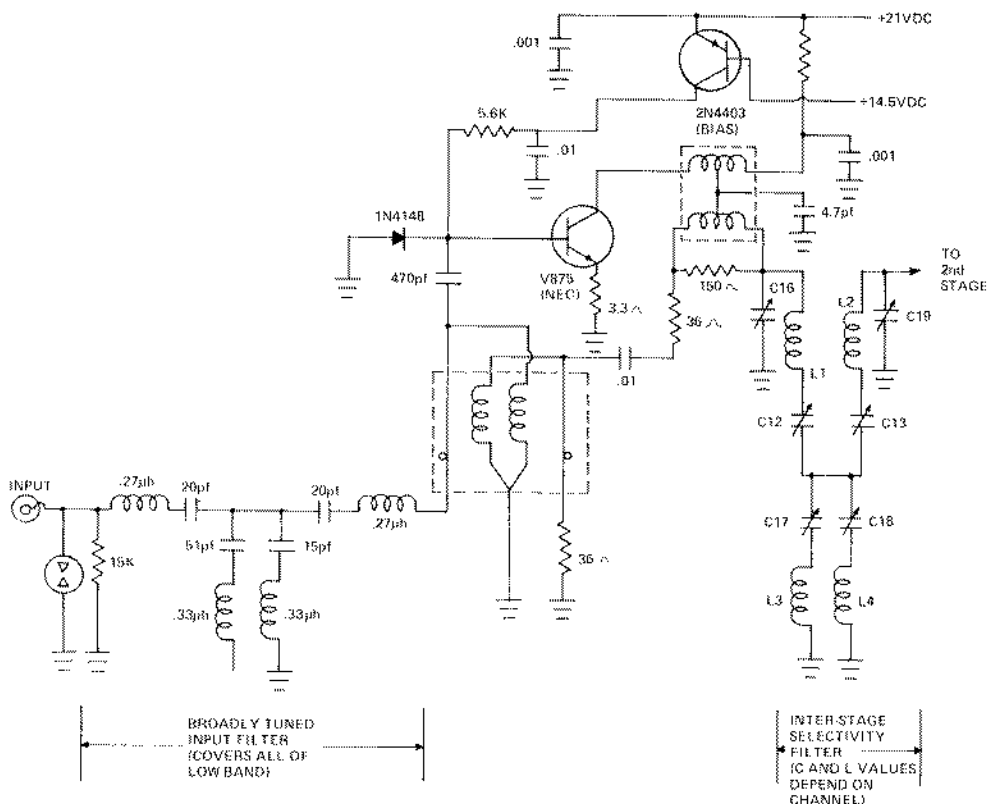 +21VDC
.001
2N4403
(BIAS)
+14.5VDC
5.6K
.01
.001
4.7pf
1N4148
470pf
V875
(NEC)
3.3
150
36
C16
TO
2nd
STAGE
L2
C19
L1
.01
C12
C13
.27µh
20pf
20pf
.27µh
INPUT
51pf
15pf
15K
.33µh
.33µh
36
C17
C18
L3
L4
BROADLY TUNED
INPUT FILTER
(COVERS ALL OF
LOW BAND)
INTER-STAGE
SELECTIVITY
FILTER
(C AND L VALUES
DEPEND ON
CHANNEL)